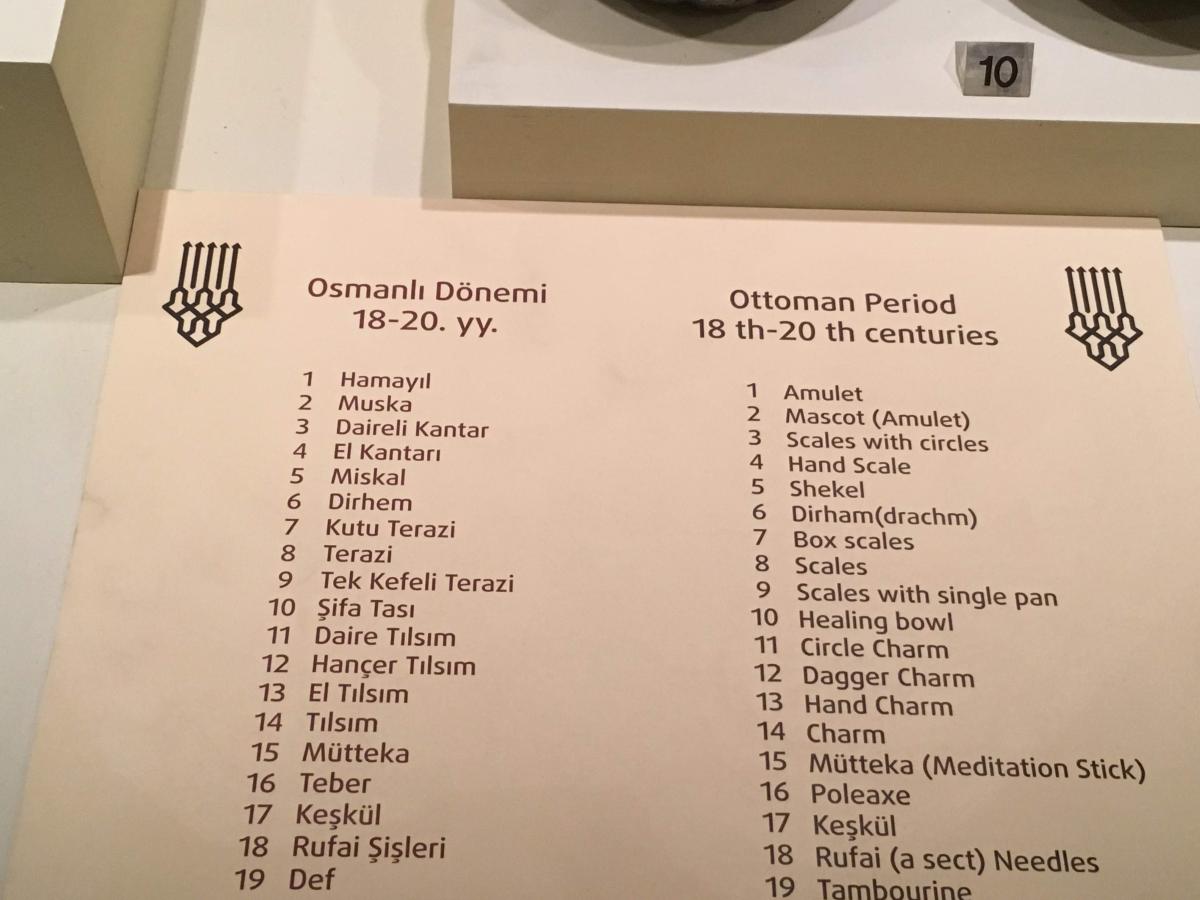 10
Osmanlı Dönemi
18-20. yy.
1 Hamayıl
2 Muska
3 Daireli Kantar
4 El Kantarı
5 Miskal
6 Dirhem
7 Kutu Terazi
8 Terazi
9 Tek Kefeli Terazi
10 Şifa Tası
11 Daire Tılsım
12 Hançer Tılsım
13 El Tılsım
14 Tılsım
15 Mütteka
16 Teber
17 Keşkül
18 Rufai Şişleri
19 Def
Ottoman Period
18 th-20 th centuries
1 Amulet
2 Mascot (Amulet)
3 Scales with circles
4 Hand Scale
5 Shekel
6 Dirham(drachm)
7 Box scales
8 Scales
9 Scales with single pan
10 Healing bowl
11 Circle Charm
12 Dagger Charm
13 Hand Charm
14 Charm
15 Mütteka (Meditation Stick)
16 Poleaxe
17 Keşkül
18 Rufai (a sect) Needles
19 Tambourine